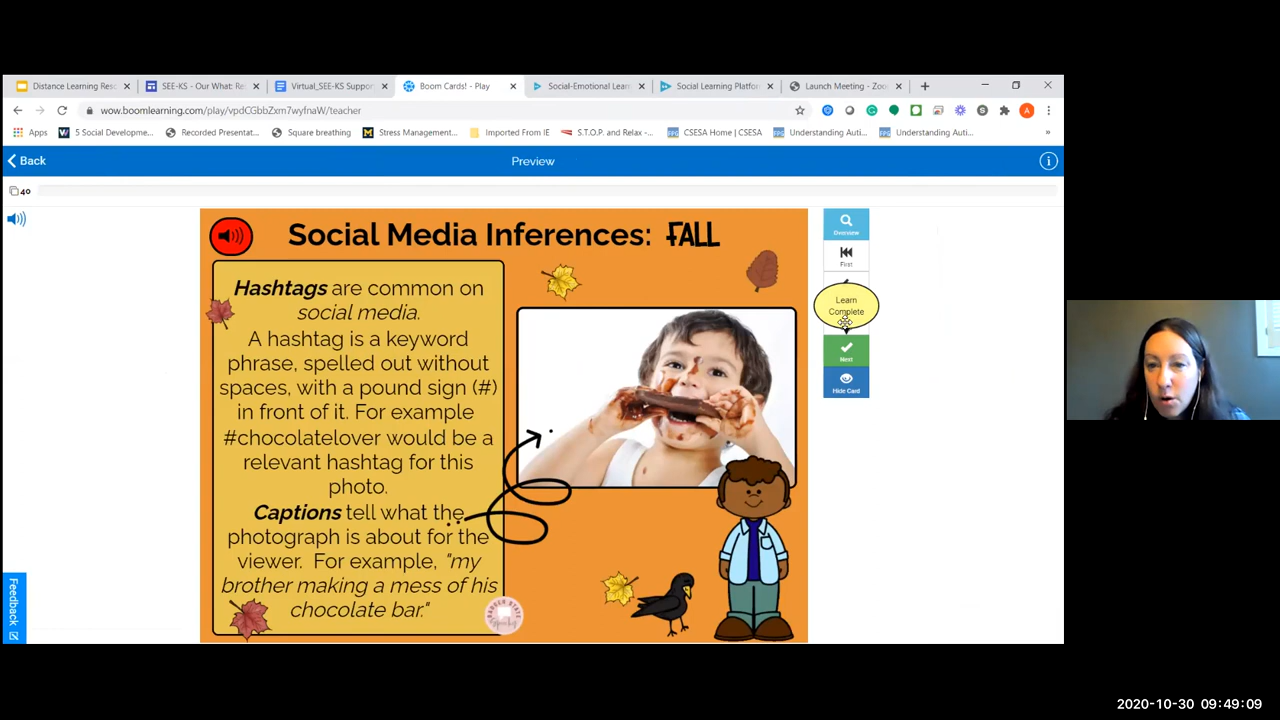 Distance Learning Reso
SEE-KS - Our What: Re
Virtual_SEE-KS Suppor
Boom Cards! - Play
Social-Emotional Learn
Social Learning Platfor
Launch Meeting - Zoo
wow.boomlearning.com/play/vpdCGbbZxm7wyfnaW/teacher
Apps
5 Social Developme...
Recorded Presentat...
Square breathing
Stress Management...
Imported From IE
S.T.O.P. and Relax -...
CSESA Home | CSESA
Understanding Auti...
Understanding Auti...
Back
Preview
40
Social Media Inferences: FALL
Hashtags are common on
social media.
A hashtag is a keyword
phrase, spelled out without
spaces, with a pound sign (#)
in front of it. For example
#chocolatelover would be a
relevant hashtag for this
photo.
Captions tell what the
photograph is about for the
viewer. For example, "my
brother making a mess of his
chocolate bar."
Overview
First
Learn
Complete
Next
Hide Card
Feedback
2020-10-30 09:49:09